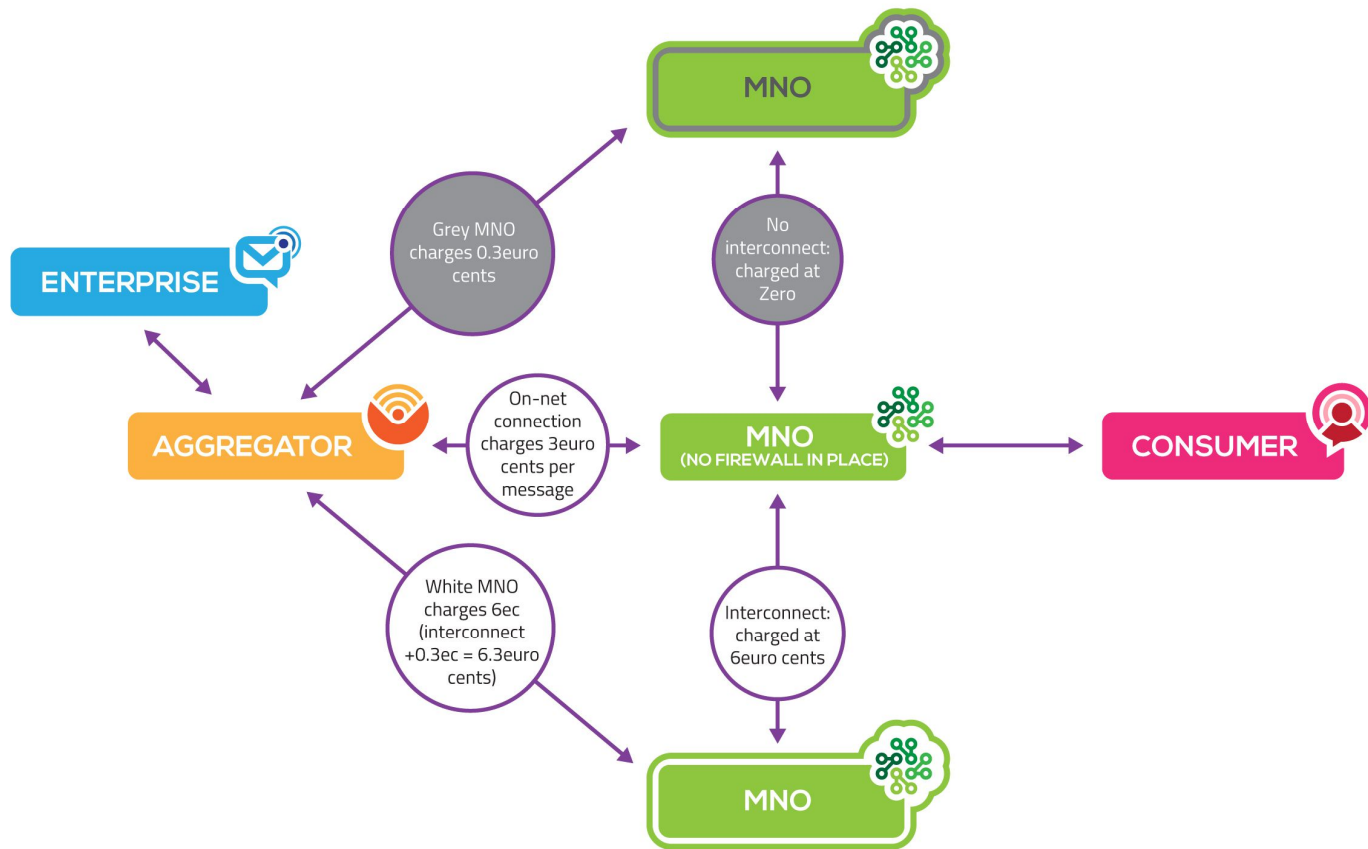 MNO
Grey MNO
charges 0.3euro
cents
No
interconnect:
charged at
Zero
ENTERPRISE
On-net
connection
charges 3euro
cents per
message
AGGREGATOR
MNO
(NO FIREWALL IN PLACE)
CONSUMER
White MNO
charges 6ec
(interconnect
+0.3ec = 6.3euro
cents)
Interconnect:
charged at
6euro cents
MNO